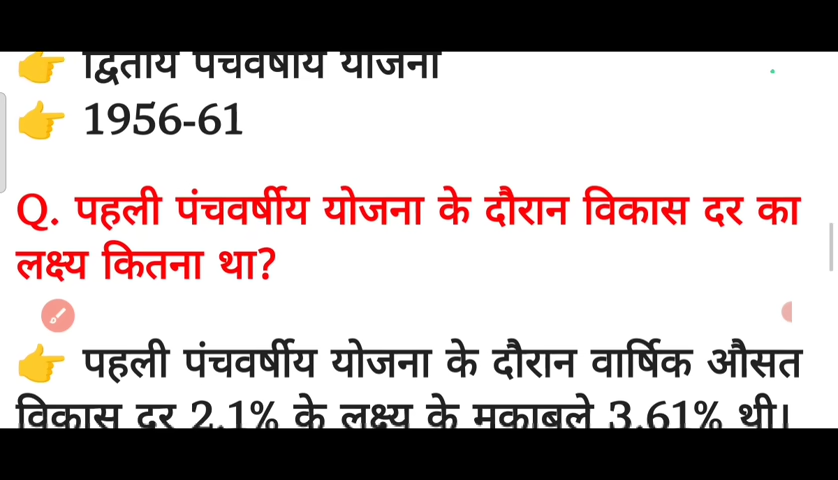 👉 द्वितीय पंचवर्षीय योजना
👉 1956-61
Q. पहली पंचवर्षीय योजना के दौरान विकास दर का
लक्ष्य कितना था?
👉 पहली पंचवर्षीय योजना के दौरान वार्षिक औसत
विकास दर 2.1% के लक्ष्य के मुकाबले 3.61% थी।